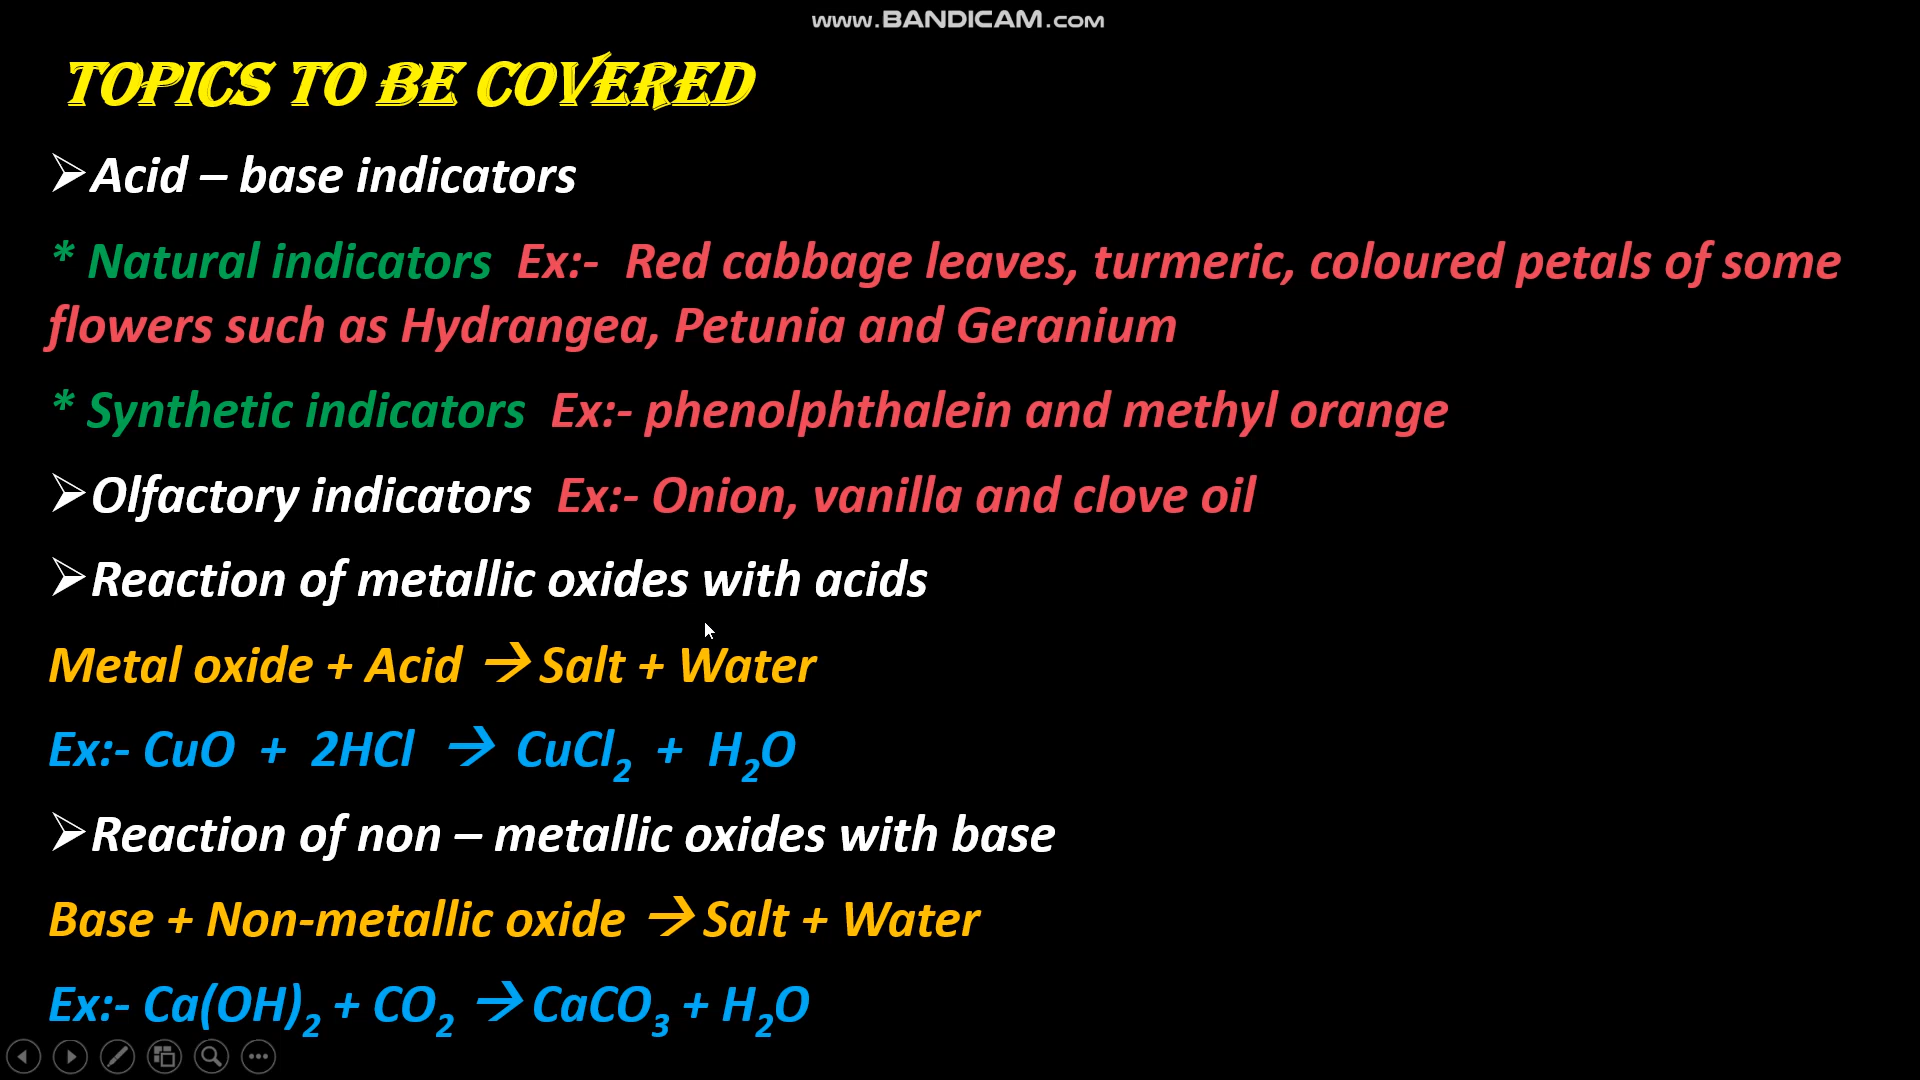 www.BANDICAM.com
TOPICS TO BE COVERED
➢Acid – base indicators
* Natural indicators Ex:- Red cabbage leaves, turmeric, coloured petals of some
flowers such as Hydrangea, Petunia and Geranium
* Synthetic indicators Ex:- phenolphthalein and methyl orange
➢Olfactory indicators Ex:- Onion, vanilla and clove oil
➢Reaction of metallic oxides with acids
Metal oxide + Acid → Salt + Water
Ex:- CuO + 2HCl → CuCl₂ + H₂O
➢Reaction of non – metallic oxides with base
Base + Non-metallic oxide → Salt + Water
Ex:- Ca(OH)₂ + CO₂ → CaCO₃ + H₂O